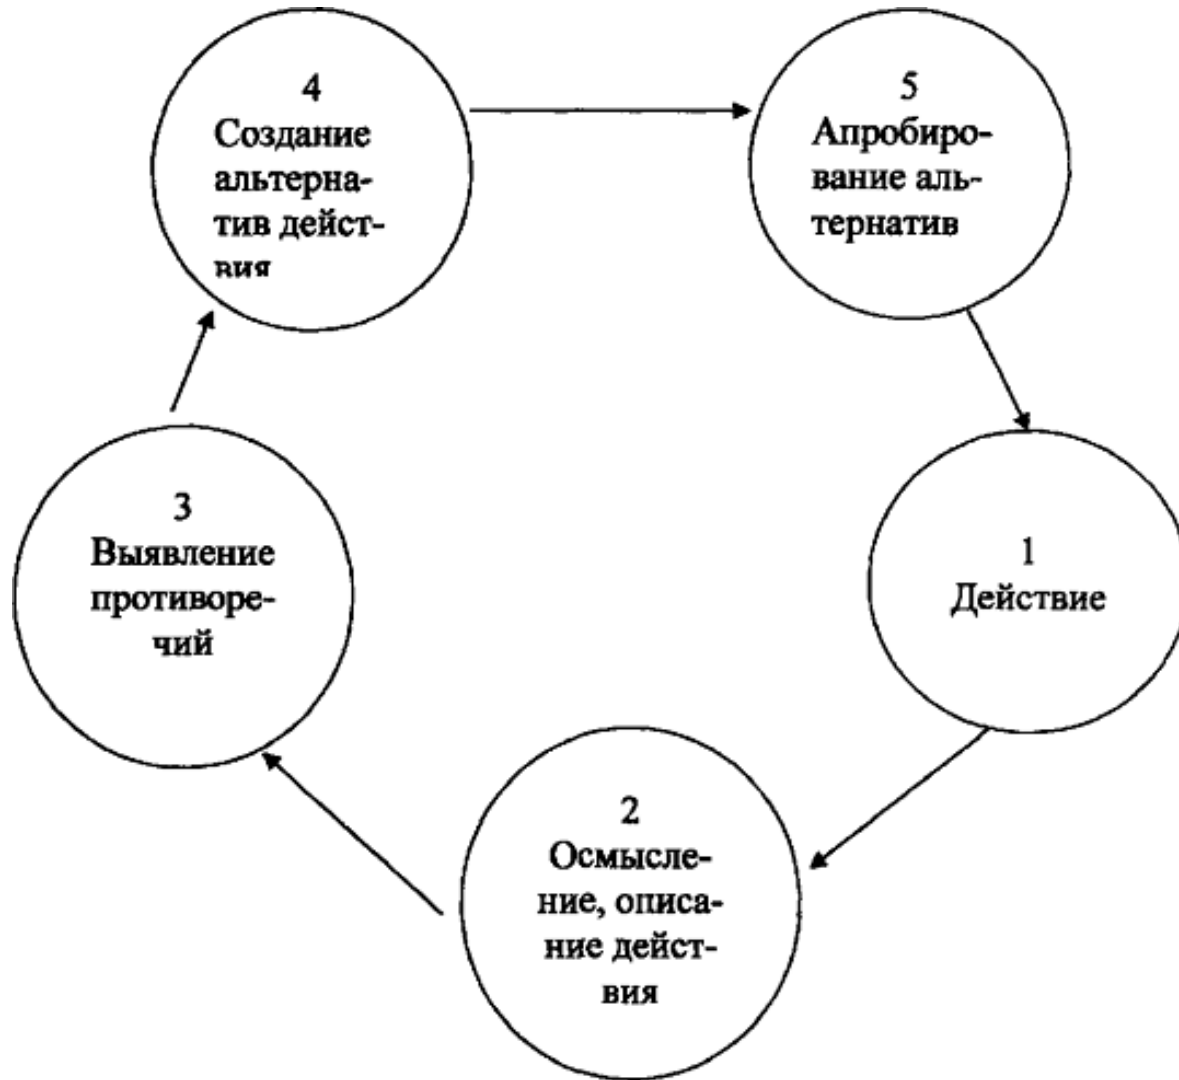 4
Создание
альтерна-
тив дейст-
вия
5
Апробиро-
вание аль-
тернатив
3
Выявление
противоре-
чий
1
Действие
2
Осмысле-
ние, описа-
ние дейст-
вия